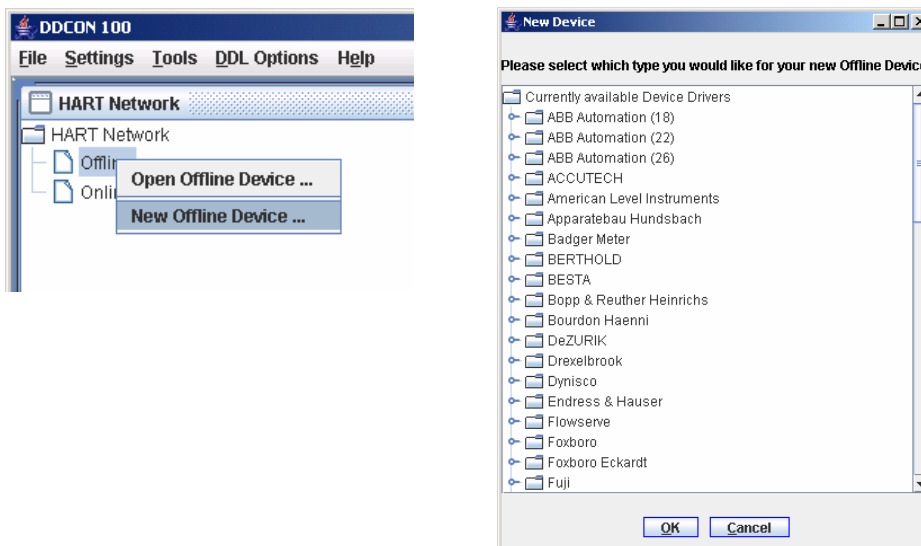 DDCON 100
File Settings Tools DDL Options Help
HART Network
HART Network
Offlin
Open Offline Device ...
Onlin
New Offline Device ...
New Device
Please select which type you would like for your new Offline Device
Currently available Device Drivers
ABB Automation (18)
ABB Automation (22)
ABB Automation (26)
ACCUTECH
American Level Instruments
Apparatebau Hundsbach
Badger Meter
BERTHOLD
BESTA
Bopp & Reuther Heinrichs
Bourdon Haenni
DeZURIK
Drexelbrook
Dynisco
Endress & Hauser
Flowserve
Foxboro
Foxboro Eckardt
Fuji
OK Cancel